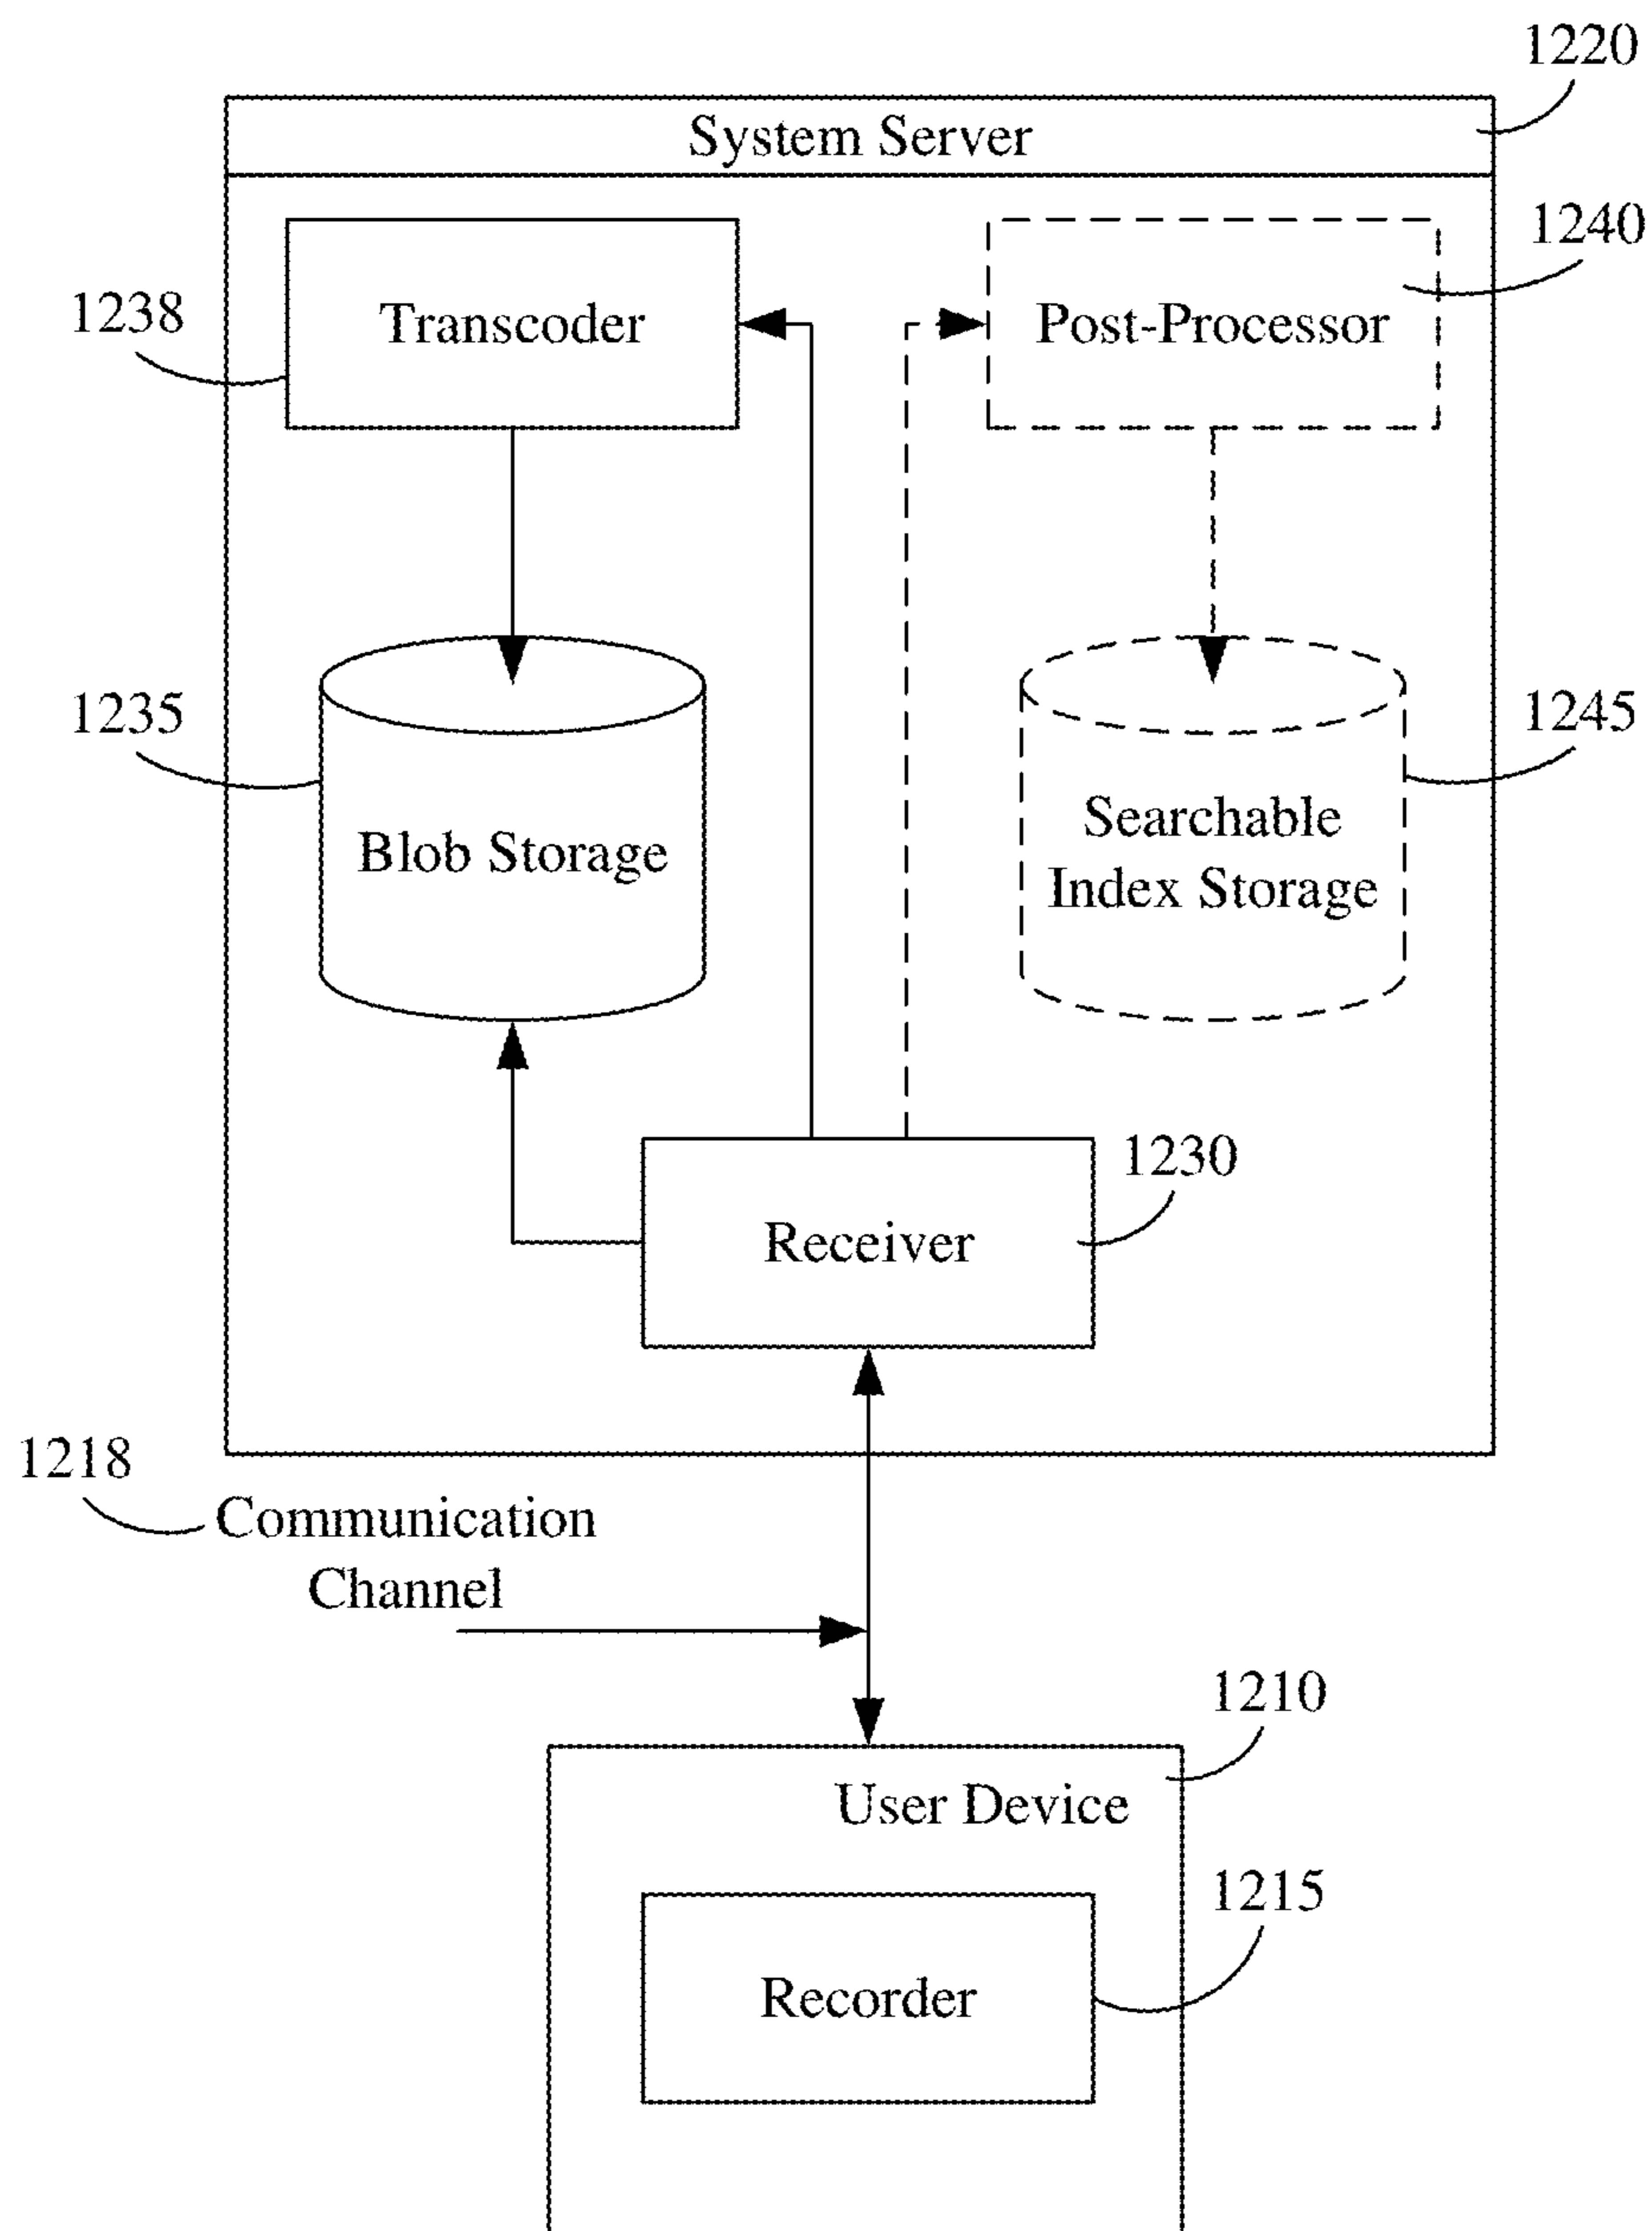 1220
System Server
1240
1238
Transcoder
Post-Processor
1235
1245
Blob Storage
Searchable
Index Storage
1230
Receiver
1218
Communication
Channel
1210
User Device
1215
Recorder